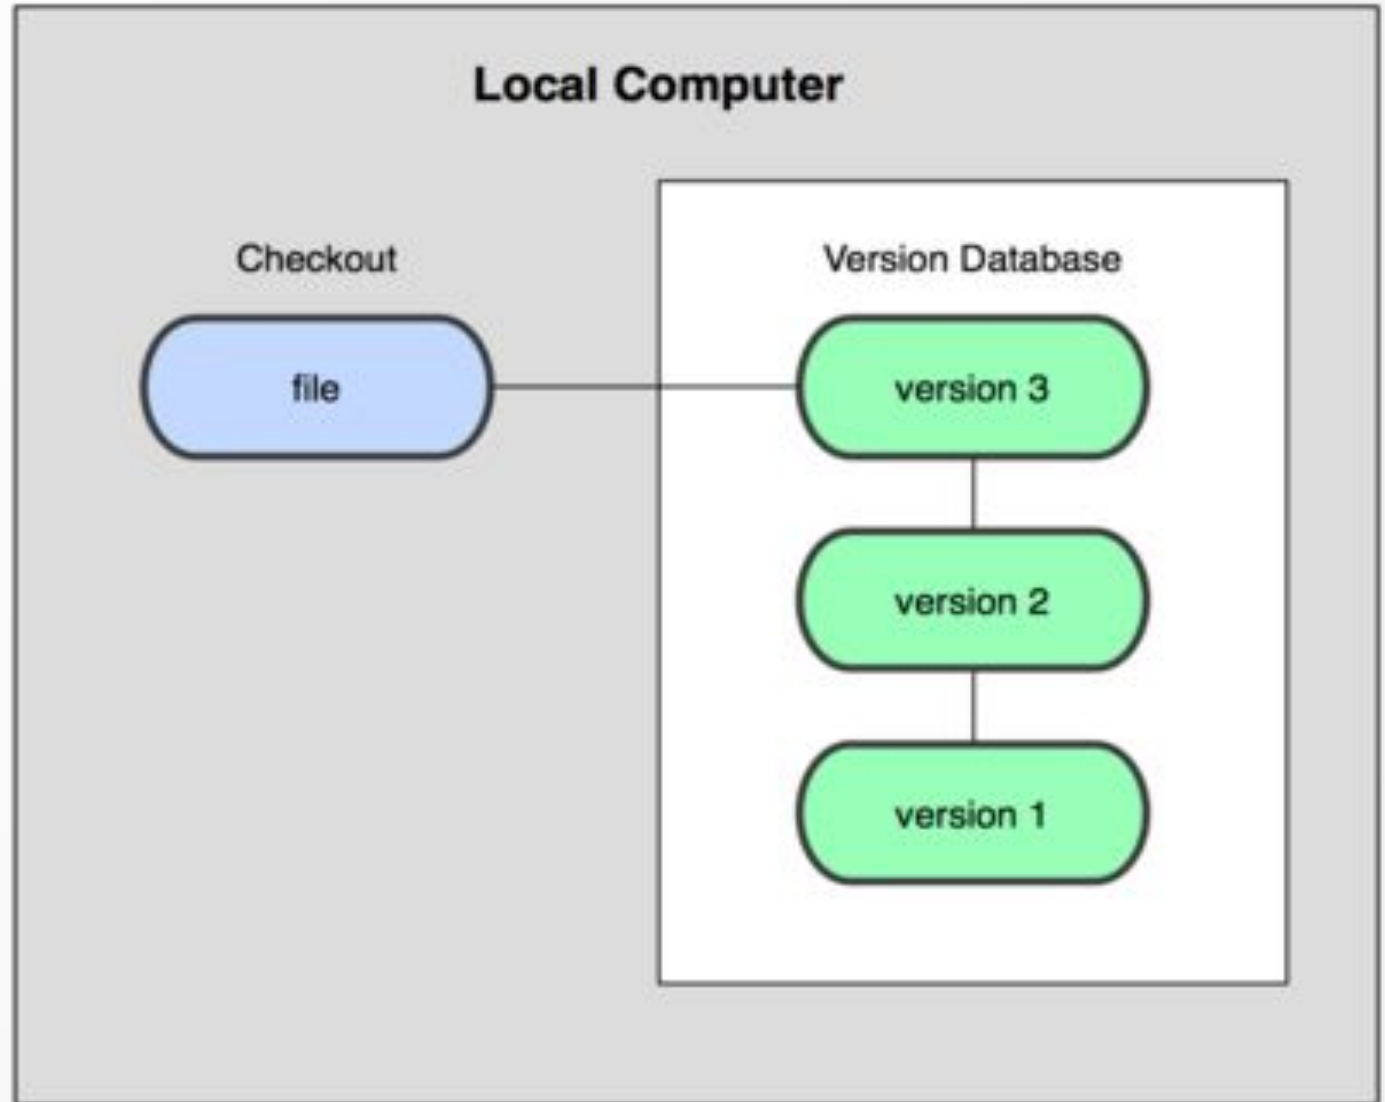 Local Computer
Checkout
Version Database
file
version 3
version 2
version 1